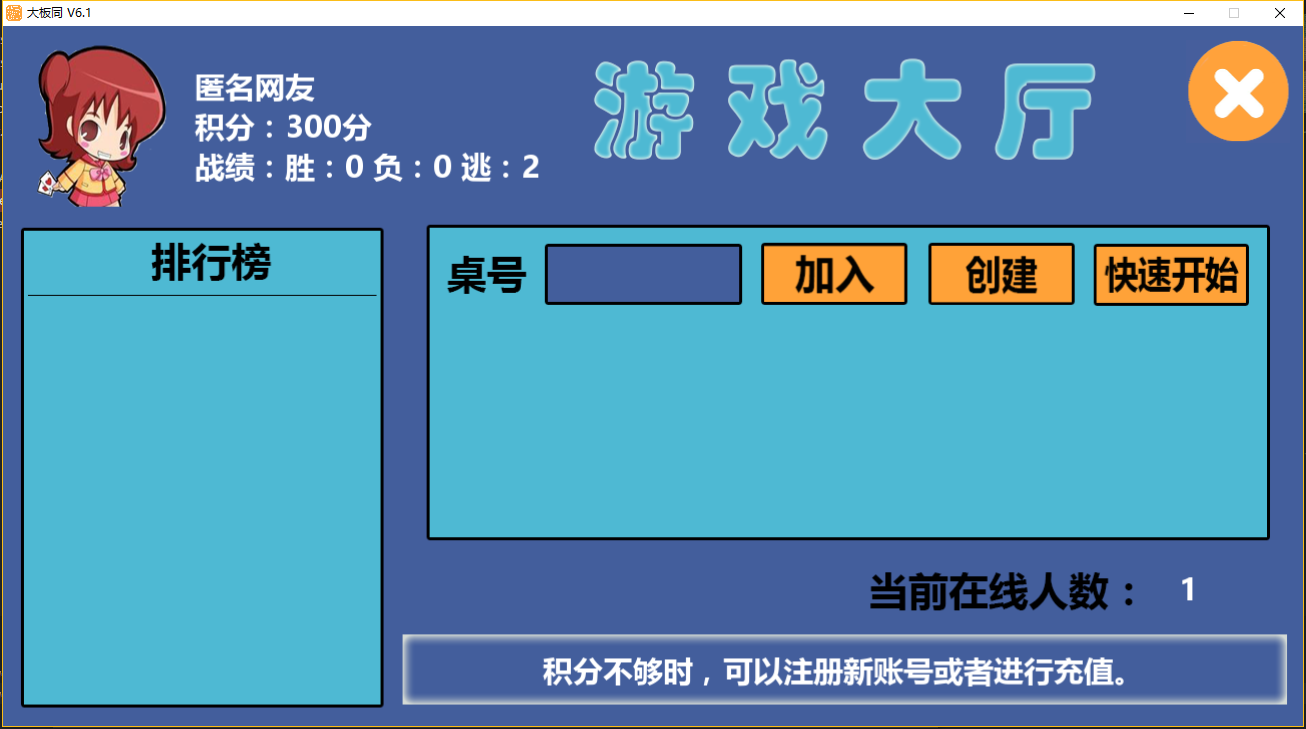 大板同 V6.1
匿名网友
积分：300分
战绩：胜：0 负：0 逃：2
游戏大厅
排行榜
桌号 加入 创建 快速开始
当前在线人数： 1
积分不够时，可以注册新账号或者进行充值。